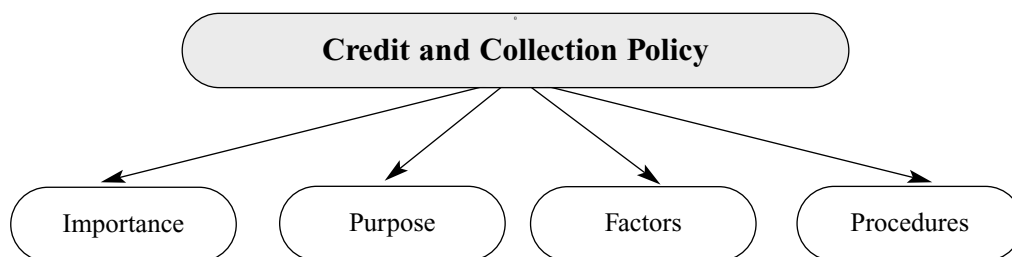 Credit and Collection Policy
Importance
Purpose
Factors
Procedures